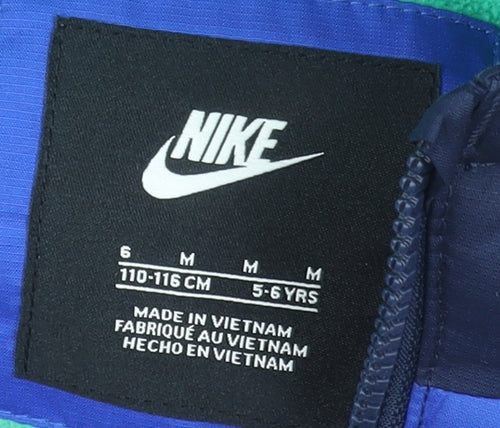 NIKE
6 M M M
110-116 CM 5-6 YRS
MADE IN VIETNAM
FABRIQUÉ AU VIETNAM
HECHO EN VIETNAM